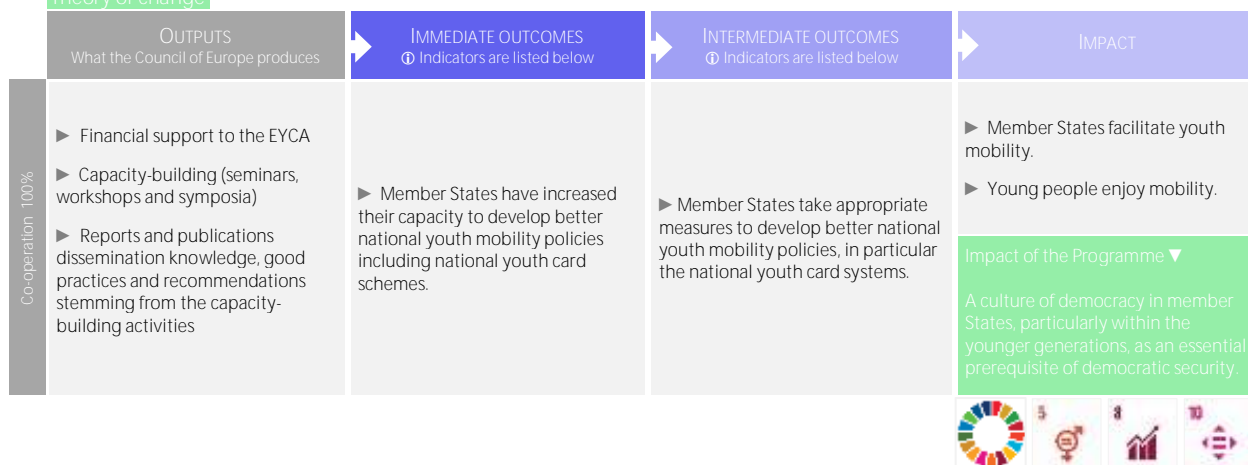 Theory of change
OUTPUTS
What the Council of Europe produces
IMMEDIATE OUTCOMES
🛈 Indicators are listed below
INTERMEDIATE OUTCOMES
🛈 Indicators are listed below
IMPACT
Co-operation 100%
► Financial support to the EYCA
► Capacity-building (seminars,
workshops and symposia)
► Reports and publications
dissemination knowledge, good
practices and recommendations
stemming from the capacity-
building activities
► Member States have increased
their capacity to develop better
national youth mobility policies
including national youth card
schemes.
► Member States take appropriate
measures to develop better national
youth mobility policies, in particular
the national youth card systems.
► Member States facilitate youth
mobility.
► Young people enjoy mobility.
Impact of the Programme ▼
A culture of democracy in member
States, particularly within the
younger generations, as an essential
prerequisite of democratic security.
5
8
10